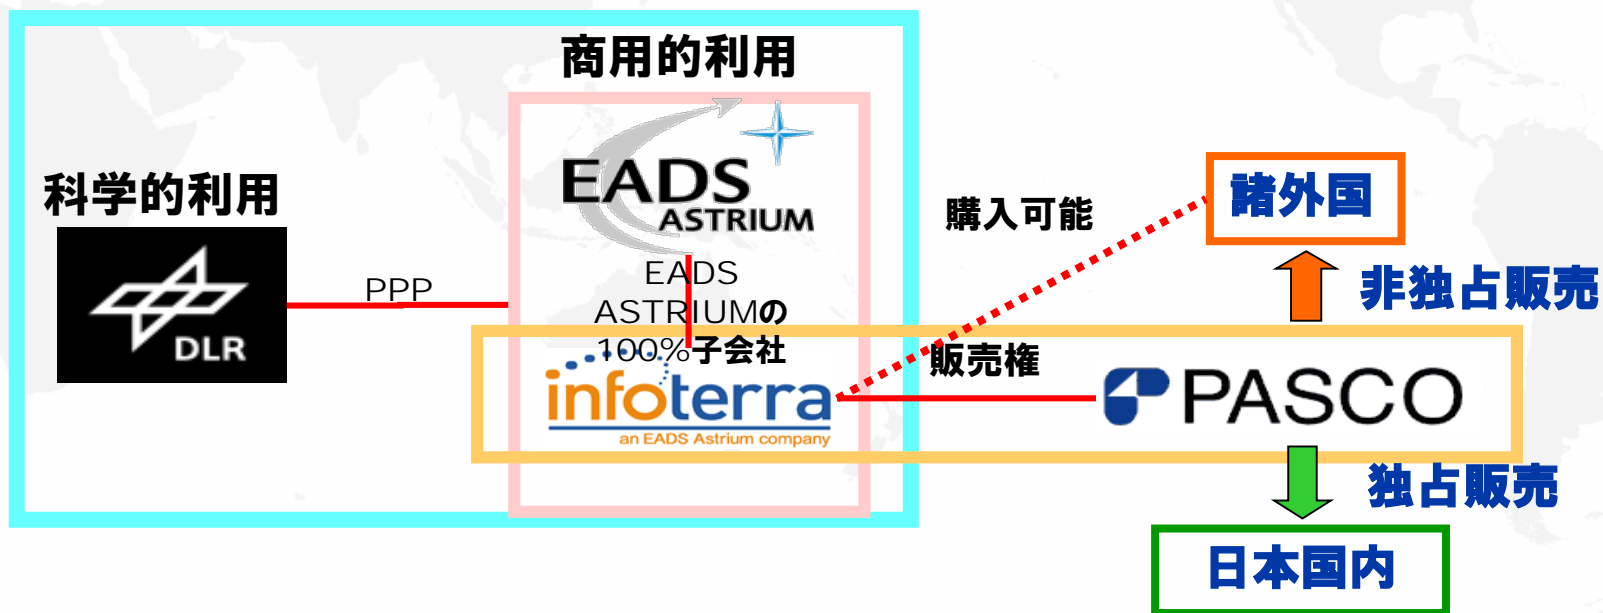 商用的利用
科学的利用
EADS
ASTRIUM
DLR
PPP
EADS
ASTRIUMの
100%子会社
infoterra
an EADS Astrium company
購入可能
販売権
PASCO
諸外国
非独占販売
独占販売
日本国内